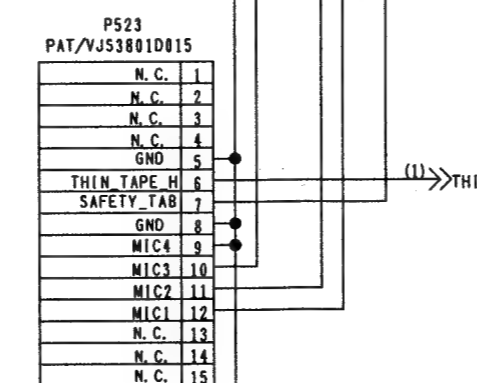 P523
PAT/VJS3801D015
N.C. 1
N.C. 2
N.C. 3
N.C. 4
GND 5
THIN_TAPE_H 6 (1) THI
SAFETY_TAB 7
GND 8
MIC4 9
MIC3 10
MIC2 11
MIC1 12
N.C. 13
N.C. 14
N.C. 15